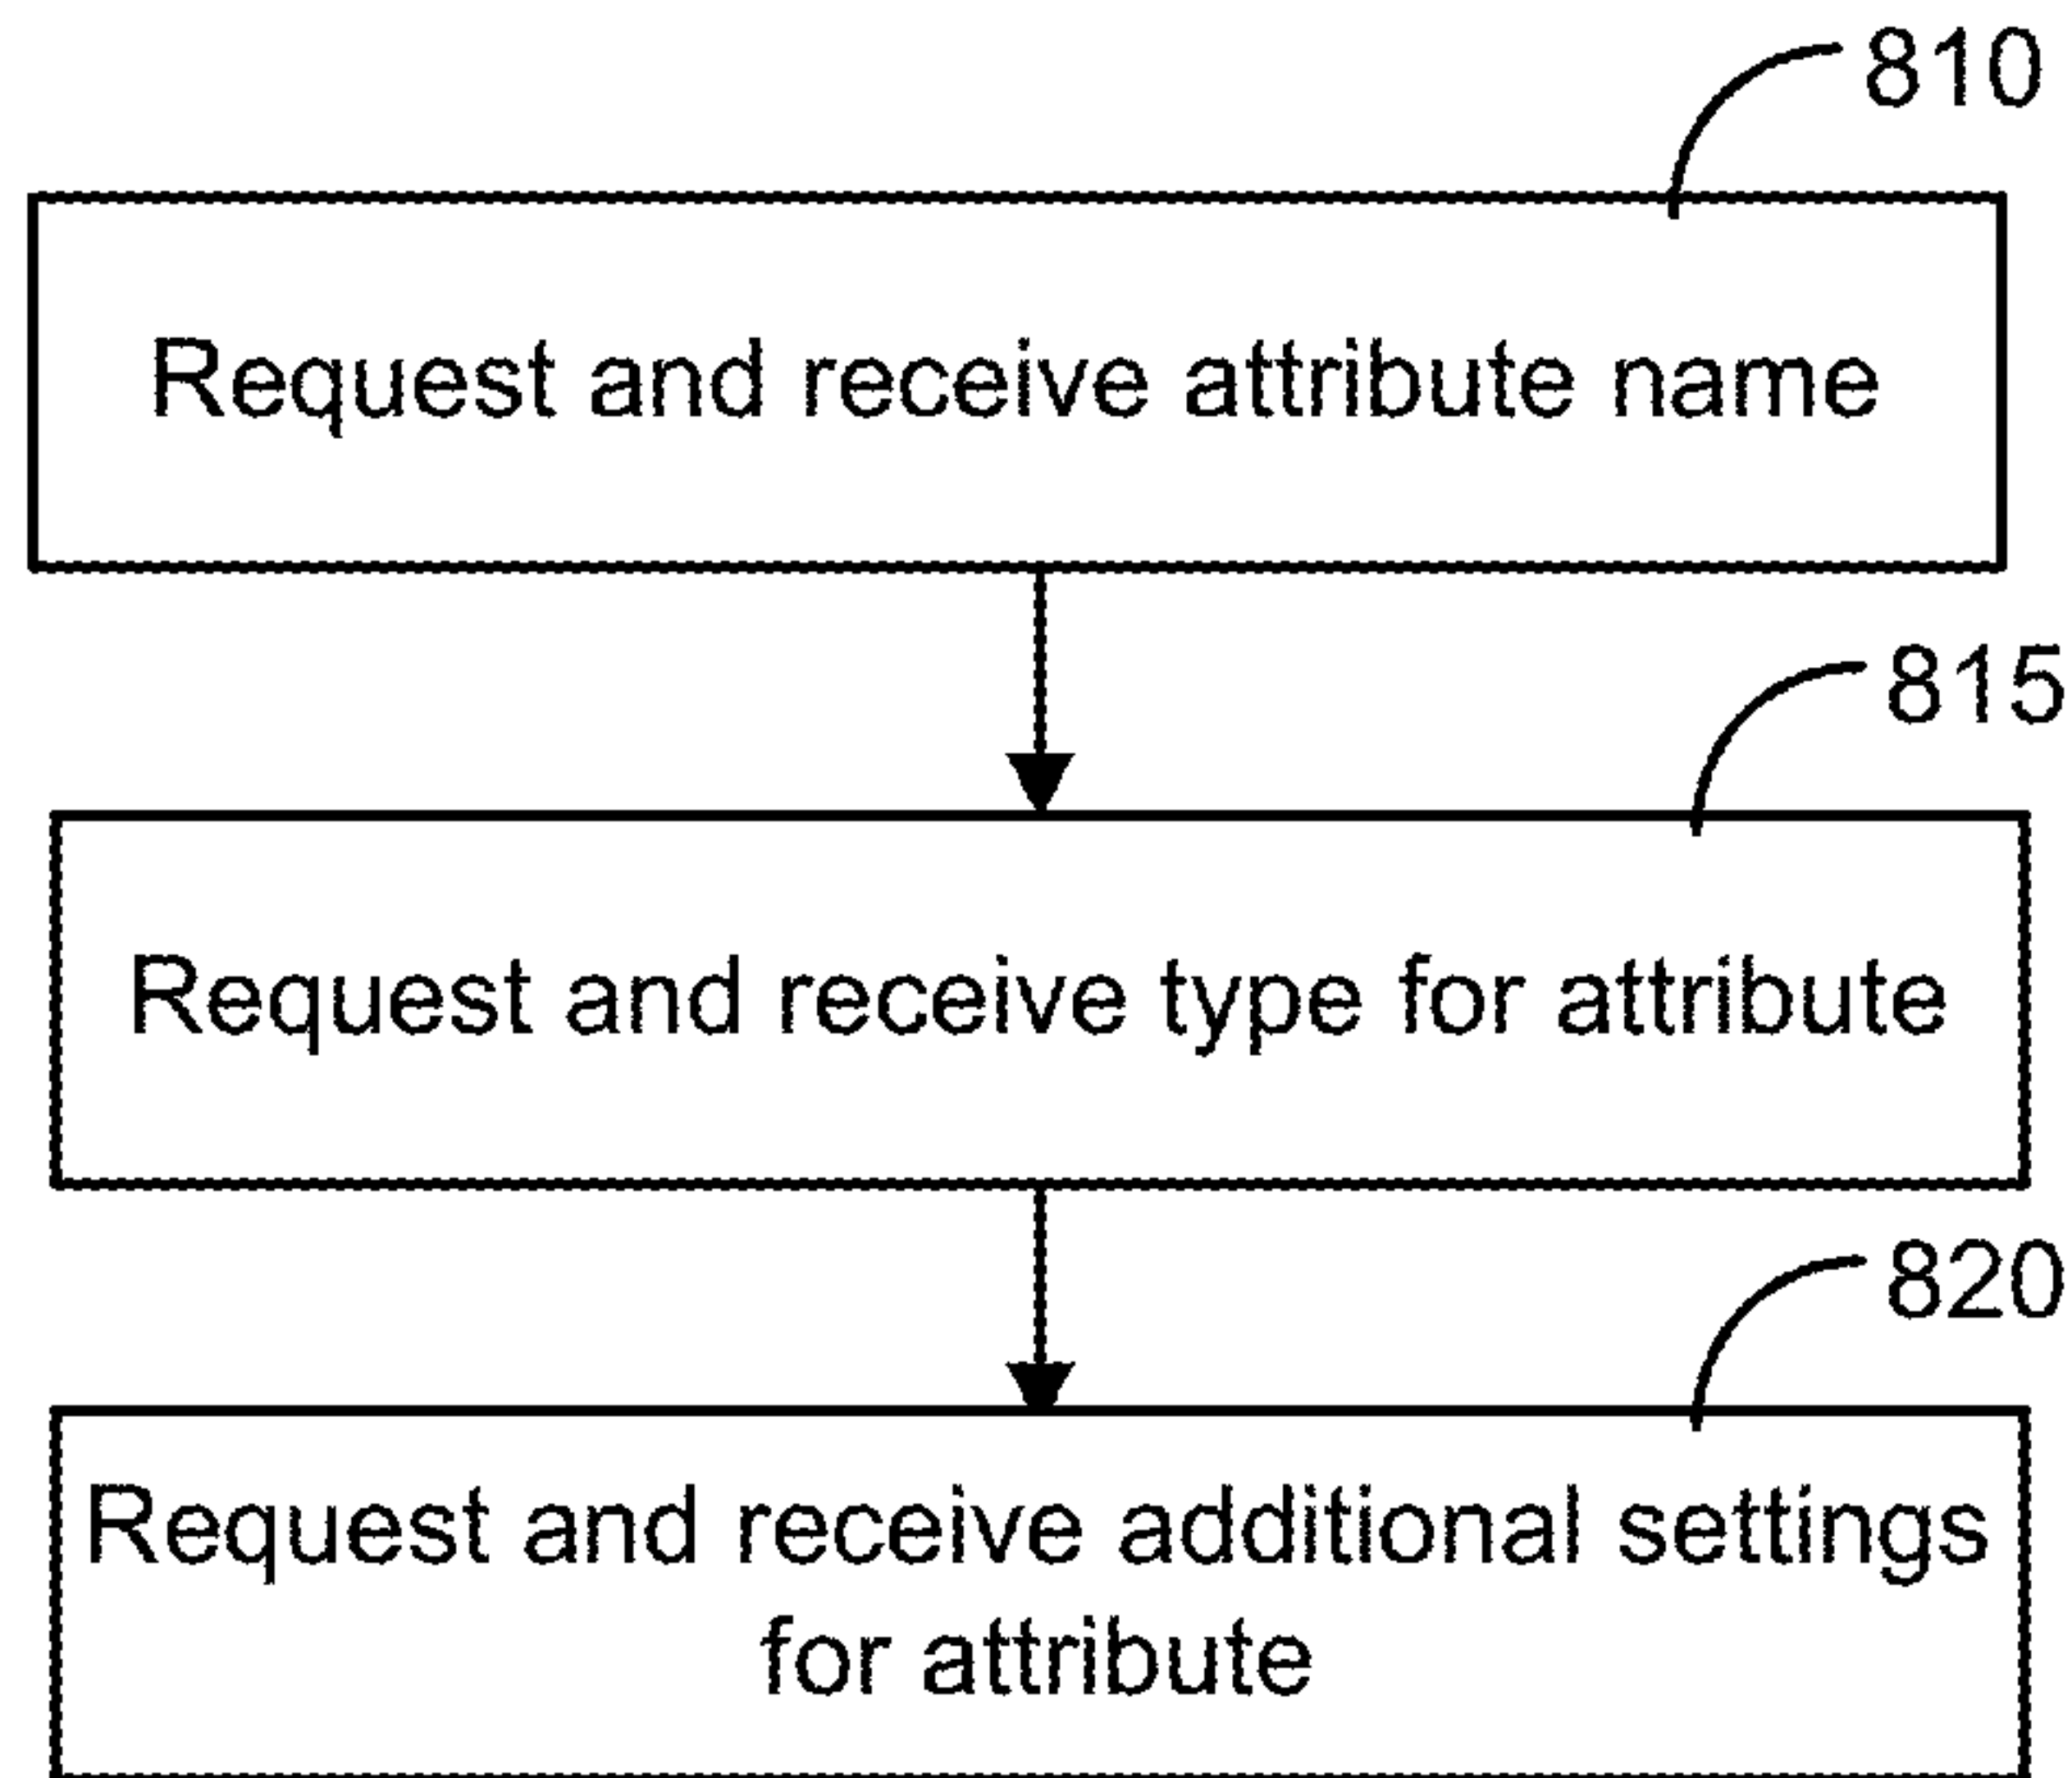 810
Request and receive attribute name
815
Request and receive type for attribute
820
Request and receive additional settings
for attribute